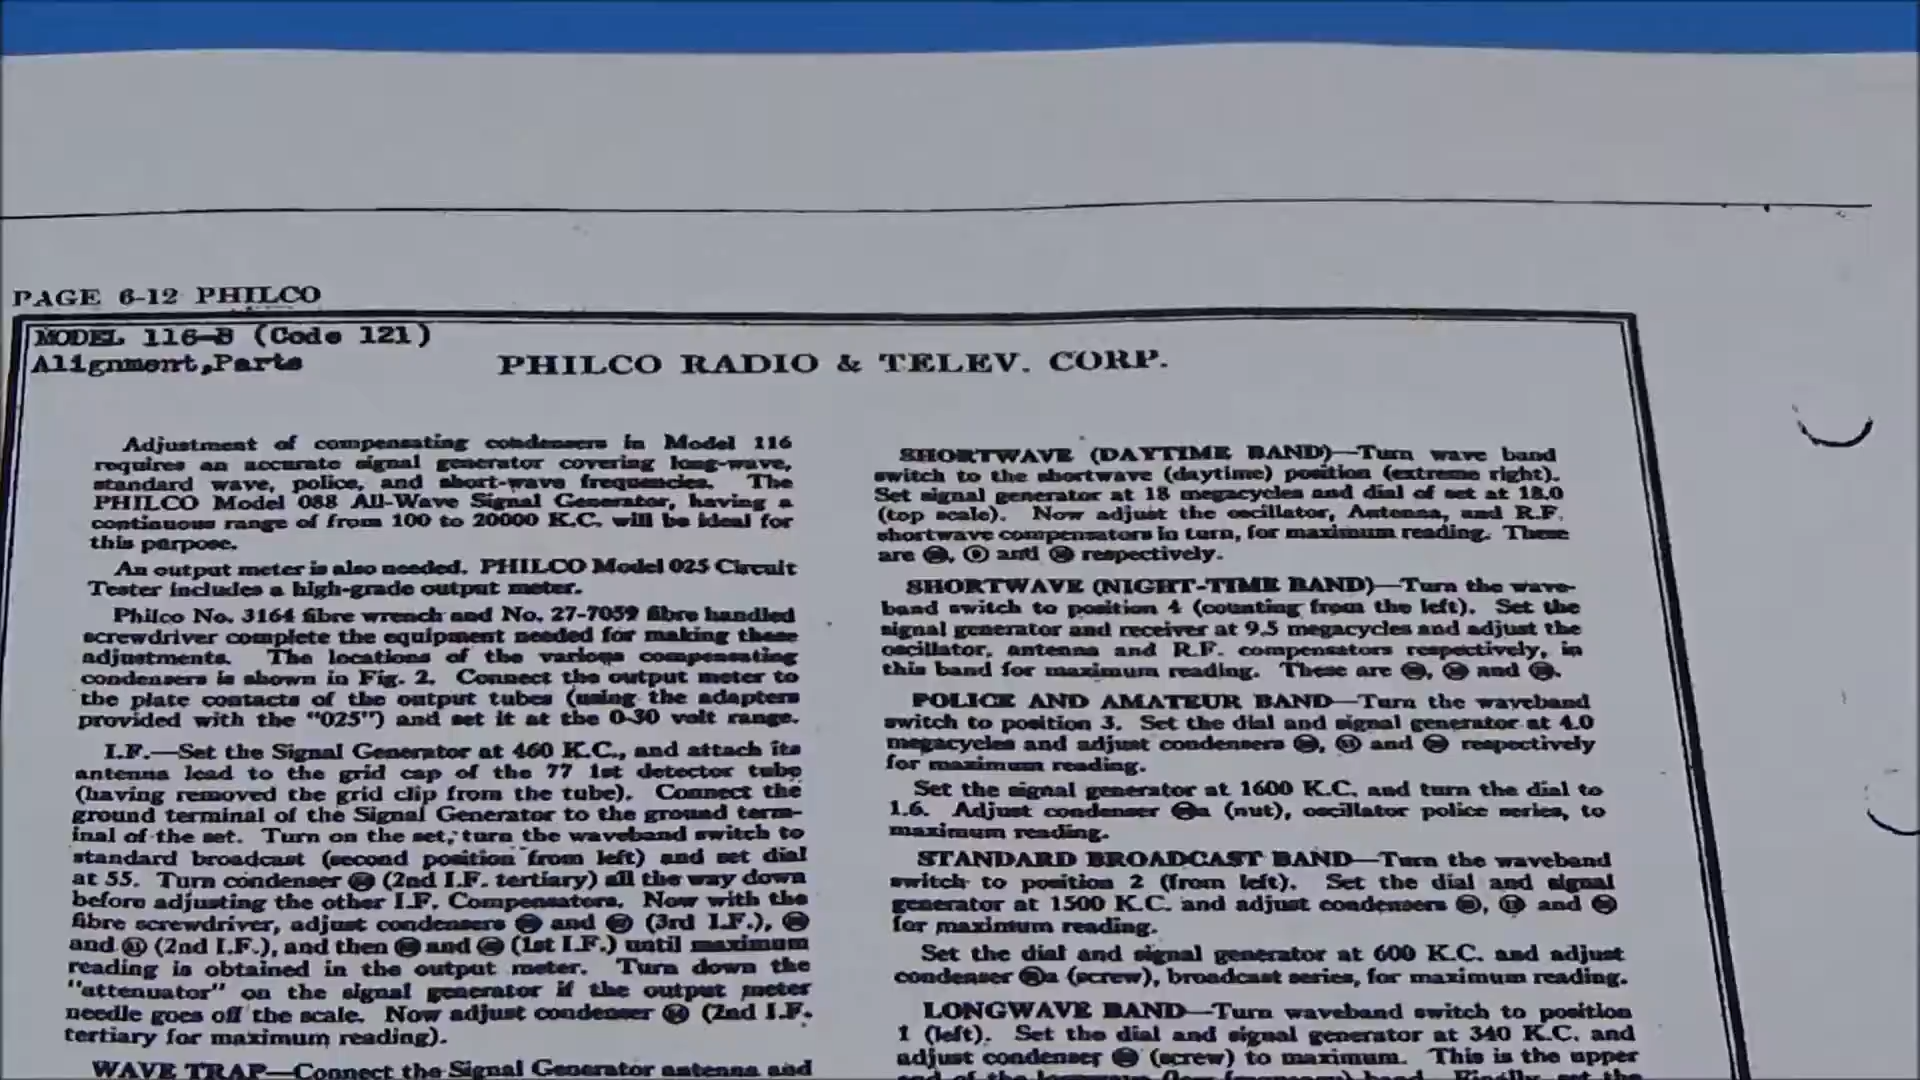 PAGE 6-12 PHILCO
MODEL 116-B (Code 121)
Alignment,Parts
PHILCO RADIO & TELEV. CORP.
Adjustment of compensating condensers in Model 116
requires an accurate signal generator covering long-wave,
standard wave, police, and short-wave frequencies. The
PHILCO Model 088 All-Wave Signal Generator, having a
continuous range of from 100 to 20000 K.C. will be ideal for
this purpose.
An output meter is also needed. PHILCO Model 025 Circuit
Tester includes a high-grade output meter.
Philco No. 3164 fibre wrench and No. 27-7059 fibre handled
screwdriver complete the equipment needed for making these
adjustments. The locations of the various compensating
condensers is shown in Fig. 2. Connect the output meter to
the plate contacts of the output tubes (using the adapters
provided with the "025") and set it at the 0-30 volt range.
I.F.—Set the Signal Generator at 460 K.C., and attach its
antenna lead to the grid cap of the 77 1st detector tube
(having removed the grid clip from the tube). Connect the
ground terminal of the Signal Generator to the ground term-
inal of the set. Turn on the set, turn the waveband switch to
standard broadcast (second position from left) and set dial
at 55. Turn condenser (2nd I.F. tertiary) all the way down
before adjusting the other I.F. Compensators. Now with the
fibre screwdriver, adjust condensers and (3rd I.F.),
and (2nd I.F.), and then and (1st I.F.) until maximum
reading is obtained in the output meter. Turn down the
"attenuator" on the signal generator if the output meter
needle goes off the scale. Now adjust condenser (2nd I.F.
tertiary for maximum reading).
WAVE TRAP—Connect the Signal Generator antenna and
SHORTWAVE (DAYTIME BAND)—Turn wave band
switch to the shortwave (daytime) position (extreme right).
Set signal generator at 18 megacycles and dial of set at 18.0
(top scale). Now adjust the oscillator, Antenna, and R.F.
shortwave compensators in turn, for maximum reading. These
are , and respectively.
SHORTWAVE (NIGHT-TIME BAND)—Turn the wave-
band switch to position 4 (counting from the left). Set the
signal generator and receiver at 9.5 megacycles and adjust the
oscillator, antenna and R.F. compensators respectively, in
this band for maximum reading. These are , and .
POLICE AND AMATEUR BAND—Turn the waveband
switch to position 3. Set the dial and signal generator at 4.0
megacycles and adjust condensers , and respectively
for maximum reading.
Set the signal generator at 1600 K.C. and turn the dial to
1.6. Adjust condenser a (nut), oscillator police series, to
maximum reading.
STANDARD BROADCAST BAND—Turn the waveband
switch to position 2 (from left). Set the dial and signal
generator at 1500 K.C. and adjust condensers , and
for maximum reading.
Set the dial and signal generator at 600 K.C. and adjust
condenser a (screw), broadcast series, for maximum reading.
LONGWAVE BAND—Turn waveband switch to position
1 (left). Set the dial and signal generator at 340 K.C. and
adjust condenser (screw) to maximum. This is the upper
end of the longwave (low frequency) band. Finally, set the